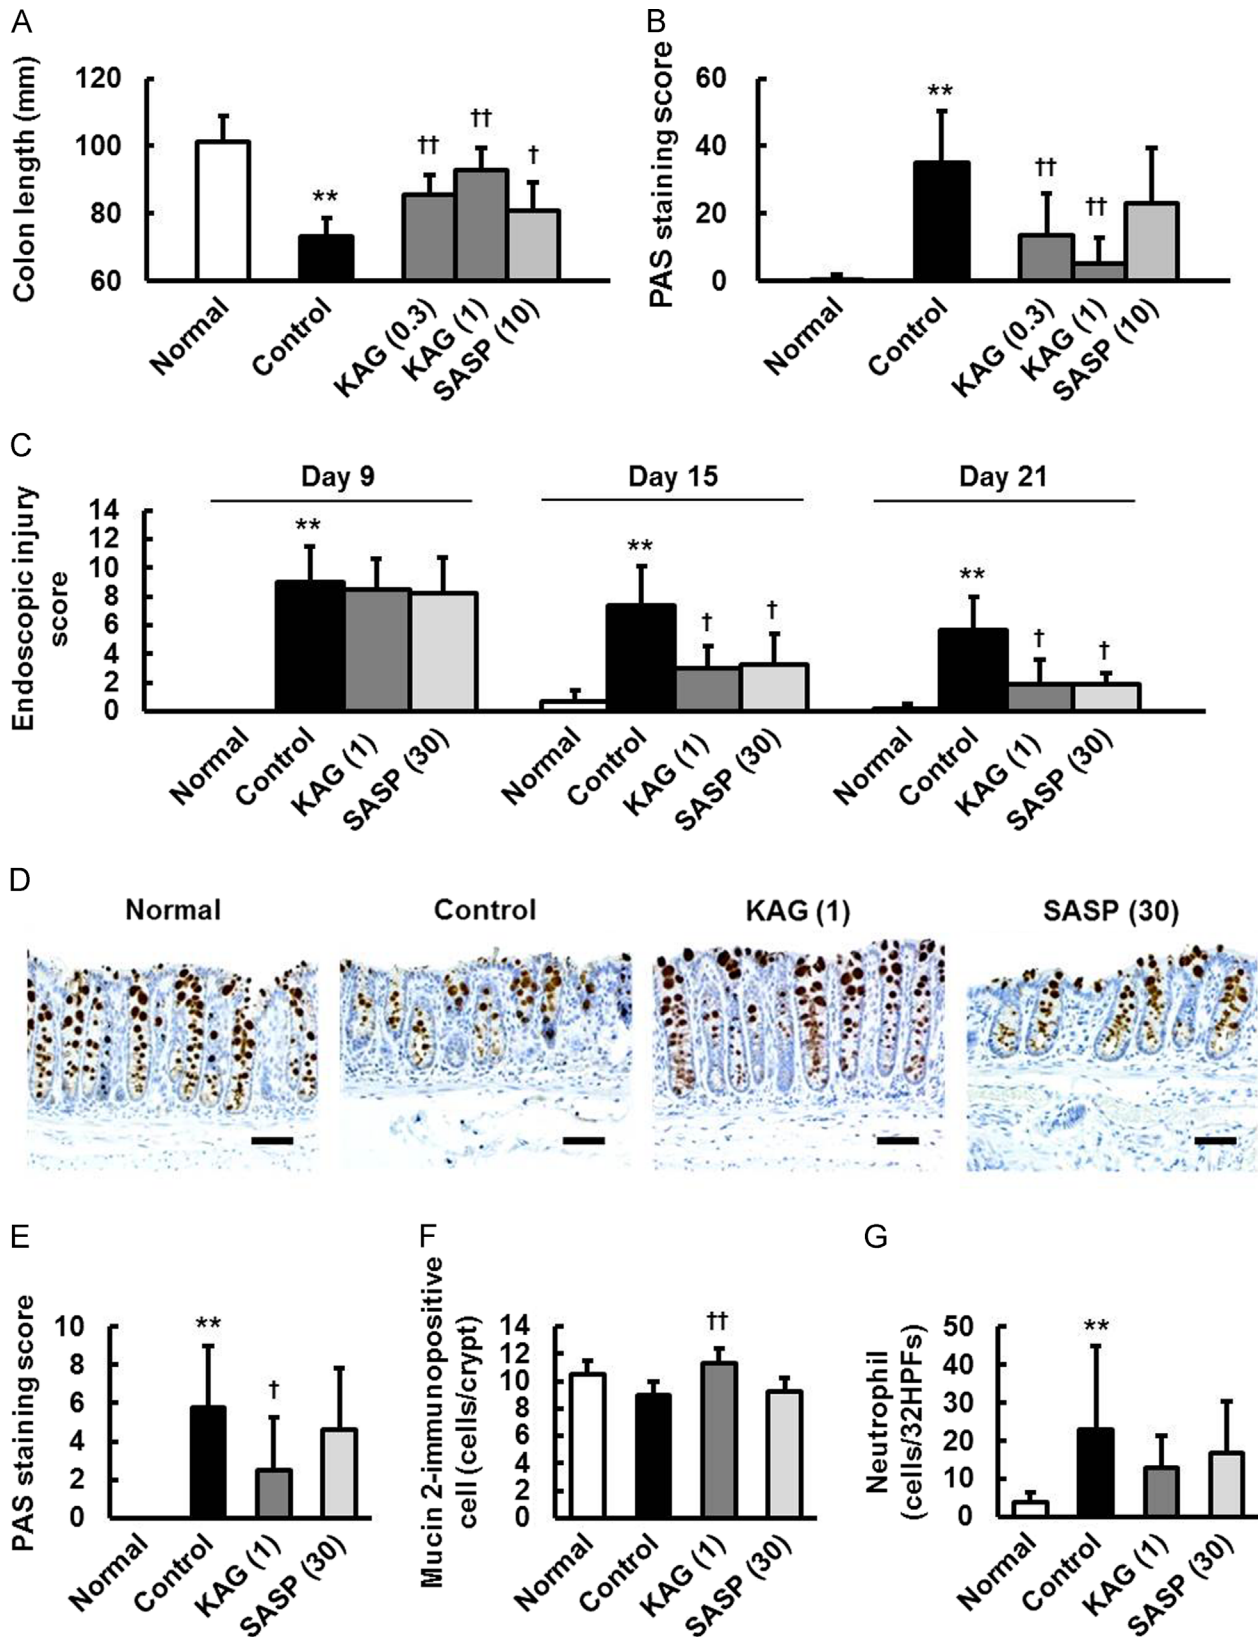 A
Colon length (mm)
120
100
80
60
**
††
††
†
Normal
Control
KAG (0.3)
KAG (1)
SASP (10)
B
PAS staining score
60
40
20
0
**
††
††
Normal
Control
KAG (0.3)
KAG (1)
SASP (10)
C
Endoscopic injury
score
Day 9
Day 15
Day 21
14
12
10
8
6
4
2
0
**
**
†
†
**
†
†
Normal
Control
KAG (1)
SASP (30)
Normal
Control
KAG (1)
SASP (30)
Normal
Control
KAG (1)
SASP (30)
D
Normal
Control
KAG (1)
SASP (30)
E
PAS staining score
10
8
6
4
2
0
**
†
Normal
Control
KAG (1)
SASP (30)
F
Mucin 2-immunopositive
cell (cells/crypt)
14
12
10
8
6
4
2
0
††
Normal
Control
KAG (1)
SASP (30)
G
Neutrophil
(cells/32HPFs)
50
40
30
20
10
0
**
Normal
Control
KAG (1)
SASP (30)